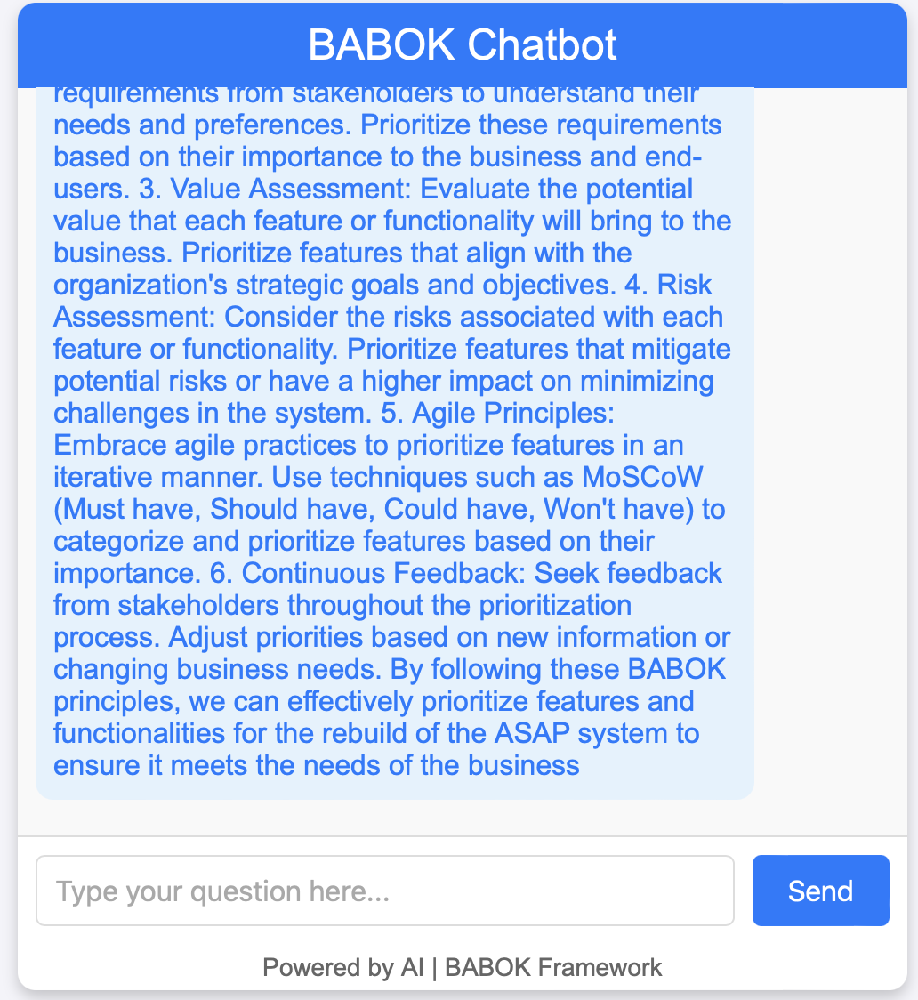 BABOK Chatbot
requirements from stakeholders to understand their
needs and preferences. Prioritize these requirements
based on their importance to the business and end-
users. 3. Value Assessment: Evaluate the potential
value that each feature or functionality will bring to the
business. Prioritize features that align with the
organization's strategic goals and objectives. 4. Risk
Assessment: Consider the risks associated with each
feature or functionality. Prioritize features that mitigate
potential risks or have a higher impact on minimizing
challenges in the system. 5. Agile Principles:
Embrace agile practices to prioritize features in an
iterative manner. Use techniques such as MoSCoW
(Must have, Should have, Could have, Won't have) to
categorize and prioritize features based on their
importance. 6. Continuous Feedback: Seek feedback
from stakeholders throughout the prioritization
process. Adjust priorities based on new information or
changing business needs. By following these BABOK
principles, we can effectively prioritize features and
functionalities for the rebuild of the ASAP system to
ensure it meets the needs of the business
Type your question here...
Send
Powered by AI | BABOK Framework